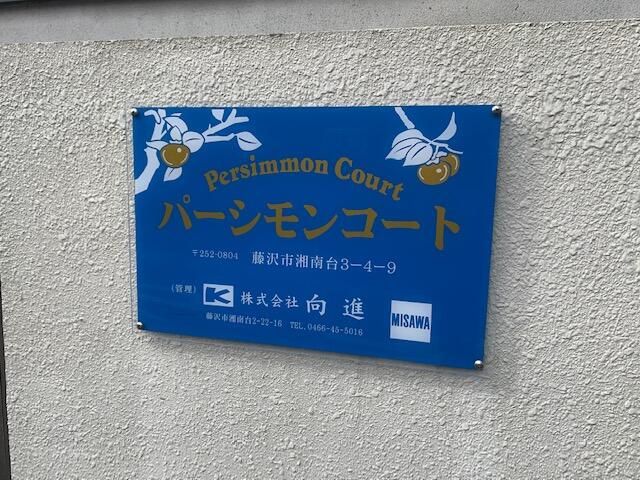 Persimmon Court
パーシモンコート
〒252-0804 藤沢市湘南台3-4-9
(管理) K 株式会社 向進
藤沢市湘南台2-22-16 TEL.0466-45-5016
MISAWA